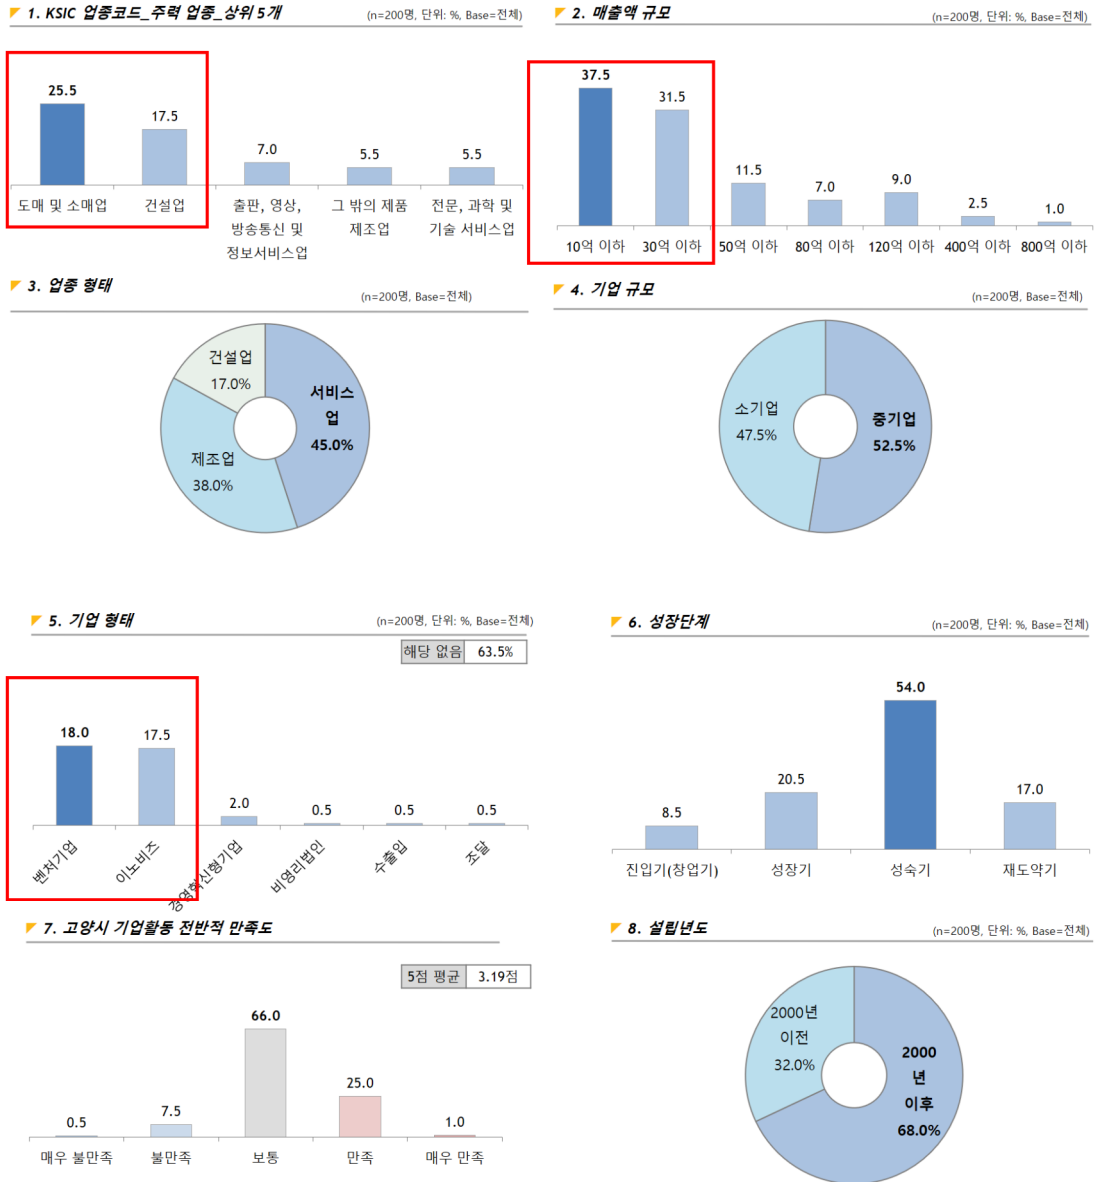 1. KSIC 업종코드_주력 업종_상위 5개
(n=200명, 단위: %, Base=전체)
25.5
17.5
7.0
5.5
5.5
도매 및 소매업
건설업
출판, 영상,
방송통신 및
정보서비스업
그 밖의 제품
제조업
전문, 과학 및
기술 서비스업
2. 매출액 규모
(n=200명, 단위: %, Base=전체)
37.5
31.5
11.5
7.0
9.0
2.5
1.0
10억 이하
30억 이하
50억 이하
80억 이하
120억 이하
400억 이하
800억 이하
3. 업종 형태
(n=200명, Base=전체)
건설업
17.0%
서비스
업
45.0%
제조업
38.0%
4. 기업 규모
(n=200명, Base=전체)
소기업
47.5%
중기업
52.5%
5. 기업 형태
(n=200명, 단위: %, Base=전체)
해당 없음 63.5%
18.0
17.5
2.0
0.5
0.5
0.5
벤처기업
이노비즈
경영혁신형기업
비영리법인
수출입
조달
6. 성장단계
(n=200명, 단위: %, Base=전체)
8.5
20.5
54.0
17.0
진입기(창업기)
성장기
성숙기
재도약기
7. 고양시 기업활동 전반적 만족도
5점 평균 3.19점
0.5
7.5
66.0
25.0
1.0
매우 불만족
불만족
보통
만족
매우 만족
8. 설립년도
(n=200명, 단위: %, Base=전체)
2000년
이전
32.0%
2000
년
이후
68.0%